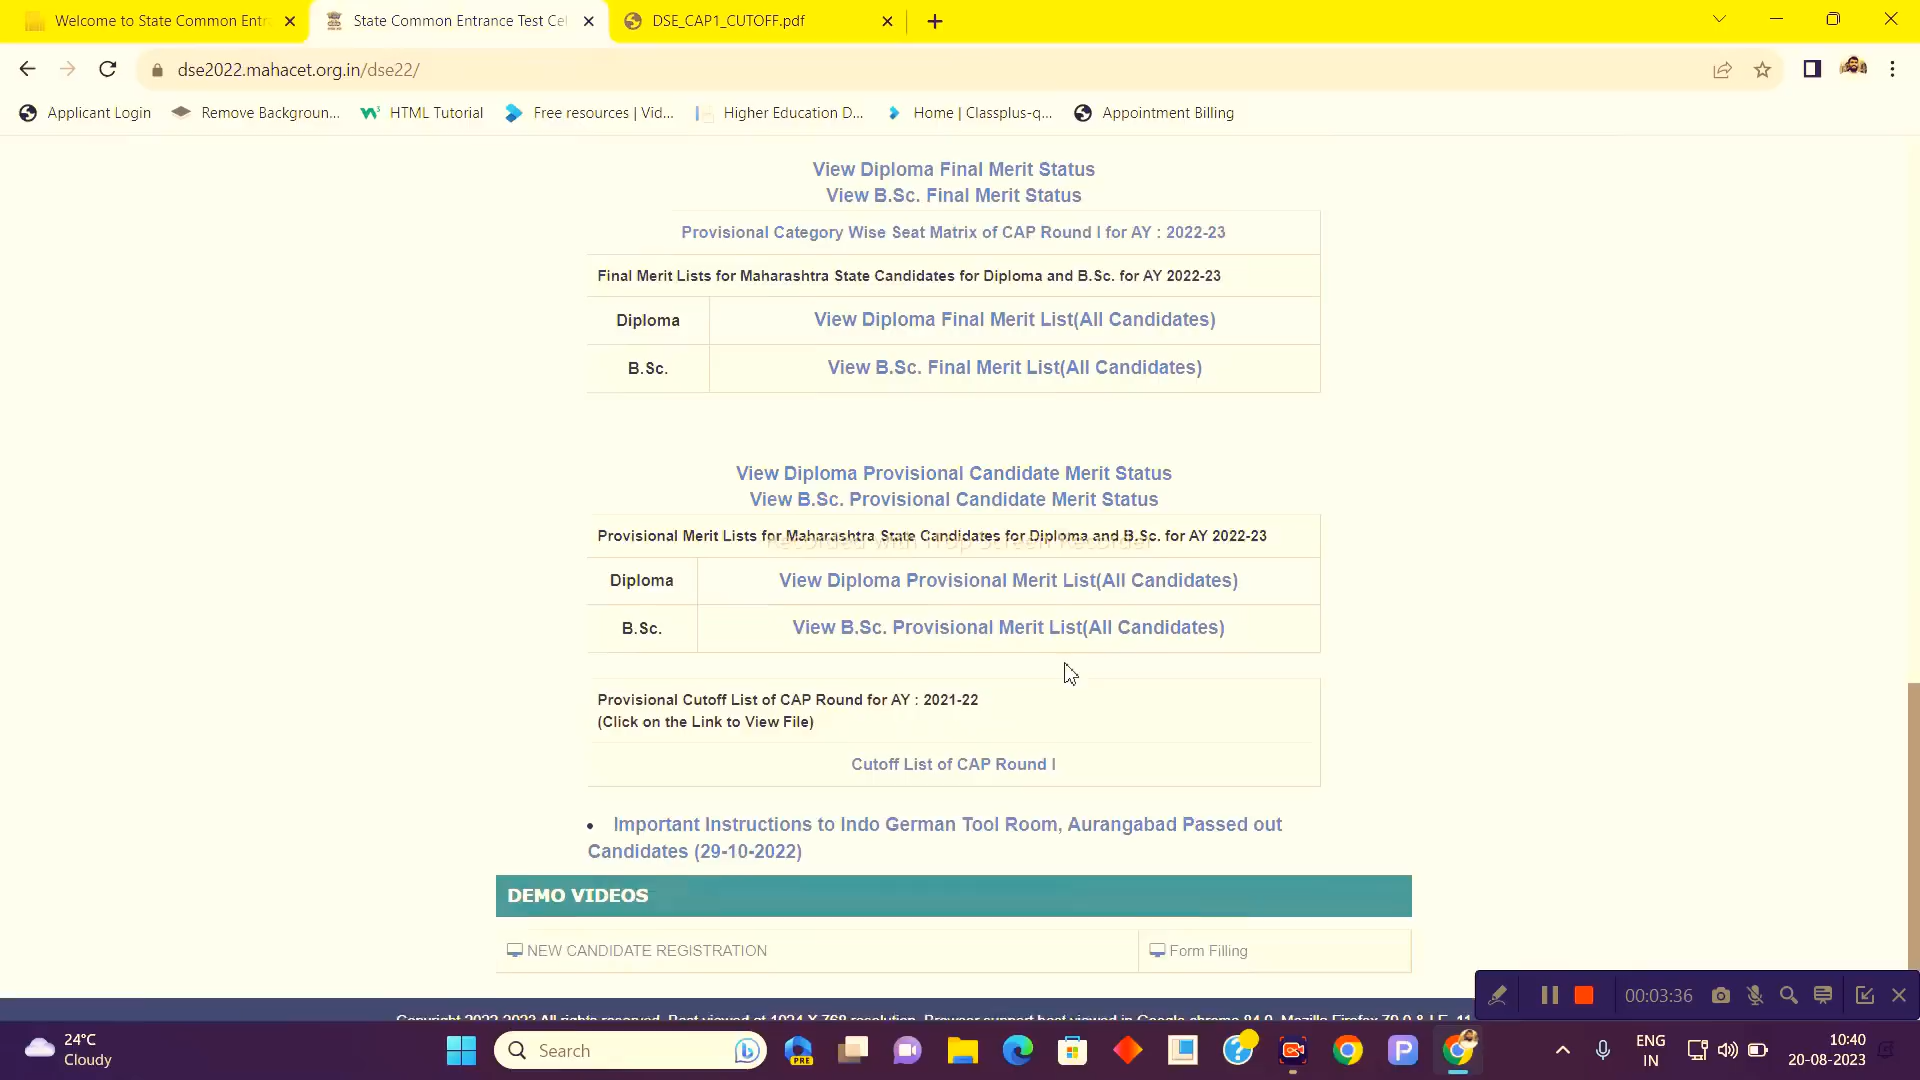 Welcome to State Common Entr
State Common Entrance Test Cel
DSE_CAP1_CUTOFF.pdf
dse2022.mahacet.org.in/dse22/
Applicant Login
Remove Backgroun...
HTML Tutorial
Free resources | Vid...
Higher Education D...
Home | Classplus-q...
Appointment Billing
View Diploma Final Merit Status
View B.Sc. Final Merit Status
Provisional Category Wise Seat Matrix of CAP Round I for AY : 2022-23
Final Merit Lists for Maharashtra State Candidates for Diploma and B.Sc. for AY 2022-23
Diploma View Diploma Final Merit List(All Candidates)
B.Sc. View B.Sc. Final Merit List(All Candidates)
View Diploma Provisional Candidate Merit Status
View B.Sc. Provisional Candidate Merit Status
Provisional Merit Lists for Maharashtra State Candidates for Diploma and B.Sc. for AY 2022-23
Recorded with iTop Screen Recorder
Diploma View Diploma Provisional Merit List(All Candidates)
B.Sc. View B.Sc. Provisional Merit List(All Candidates)
Provisional Cutoff List of CAP Round for AY : 2021-22
(Click on the Link to View File)
Cutoff List of CAP Round I
• Important Instructions to Indo German Tool Room, Aurangabad Passed out
Candidates (29-10-2022)
DEMO VIDEOS
NEW CANDIDATE REGISTRATION
Form Filling
00:03:36
24°C
Cloudy
Search
PRE
ENG
IN
10:40
20-08-2023